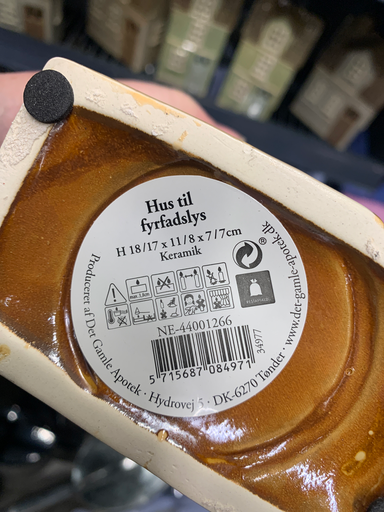 Hus til
fyrfadslys
H 18/17 x 11/8 x 7/7cm
Keramik
®
NE-44001266
34977
5 715687 084971
Produceret af Det Gamle Apotek · Hydrovej 5 · DK-6270 Tønder · www.det-gamle-apotek.dk